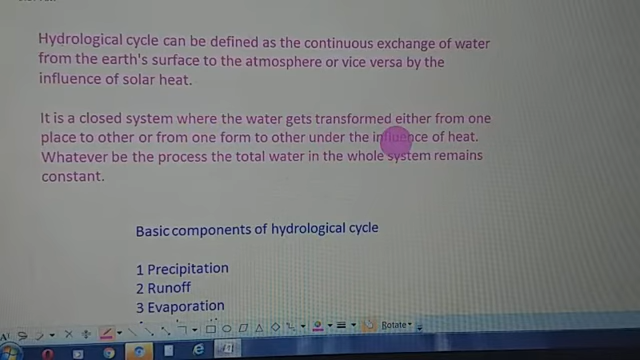 Hydrological cycle can be defined as the continuous exchange of water
from the earth's surface to the atmosphere or vice versa by the
influence of solar heat.
It is a closed system where the water gets transformed either from one
place to other or from one form to other under the influence of heat.
Whatever be the process the total water in the whole system remains
constant.
Basic components of hydrological cycle
1 Precipitation
2 Runoff
3 Evaporation
Rotate